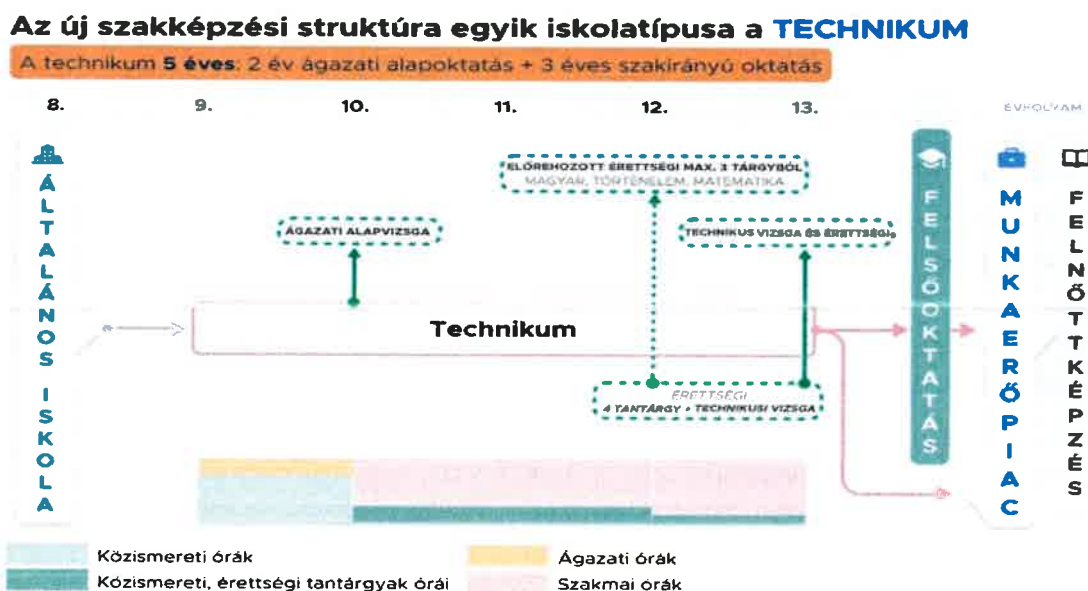 Az új szakképzési struktúra egyik iskolatípusa a TECHNIKUM
A technikum 5 éves: 2 év ágazati alapoktatás + 3 éves szakirányú oktatás
8. 9. 10. 11. 12. 13. ÉVFOLYAM
ÁLTALÁNOS ISKOLA
ELŐREHOZOTT ÉRETTSÉGI MAX. 3 TÁRGYBÓL
MAGYAR, TÖRTÉNELEM, MATEMATIKA
ÁGAZATI ALAPVIZSGA
TECHNIKUS VIZSGA ÉS ÉRETTSÉGI
Technikum
ÉRETTSÉGI
4 TANTÁRGY + TECHNIKUSI VIZSGA
FELSŐOKTATÁS
MUNKAERŐPIAC
FELNŐTTKÉPZÉS
Közismereti órák
Ágazati órák
Közismereti, érettségi tantárgyak órái
Szakmai órák